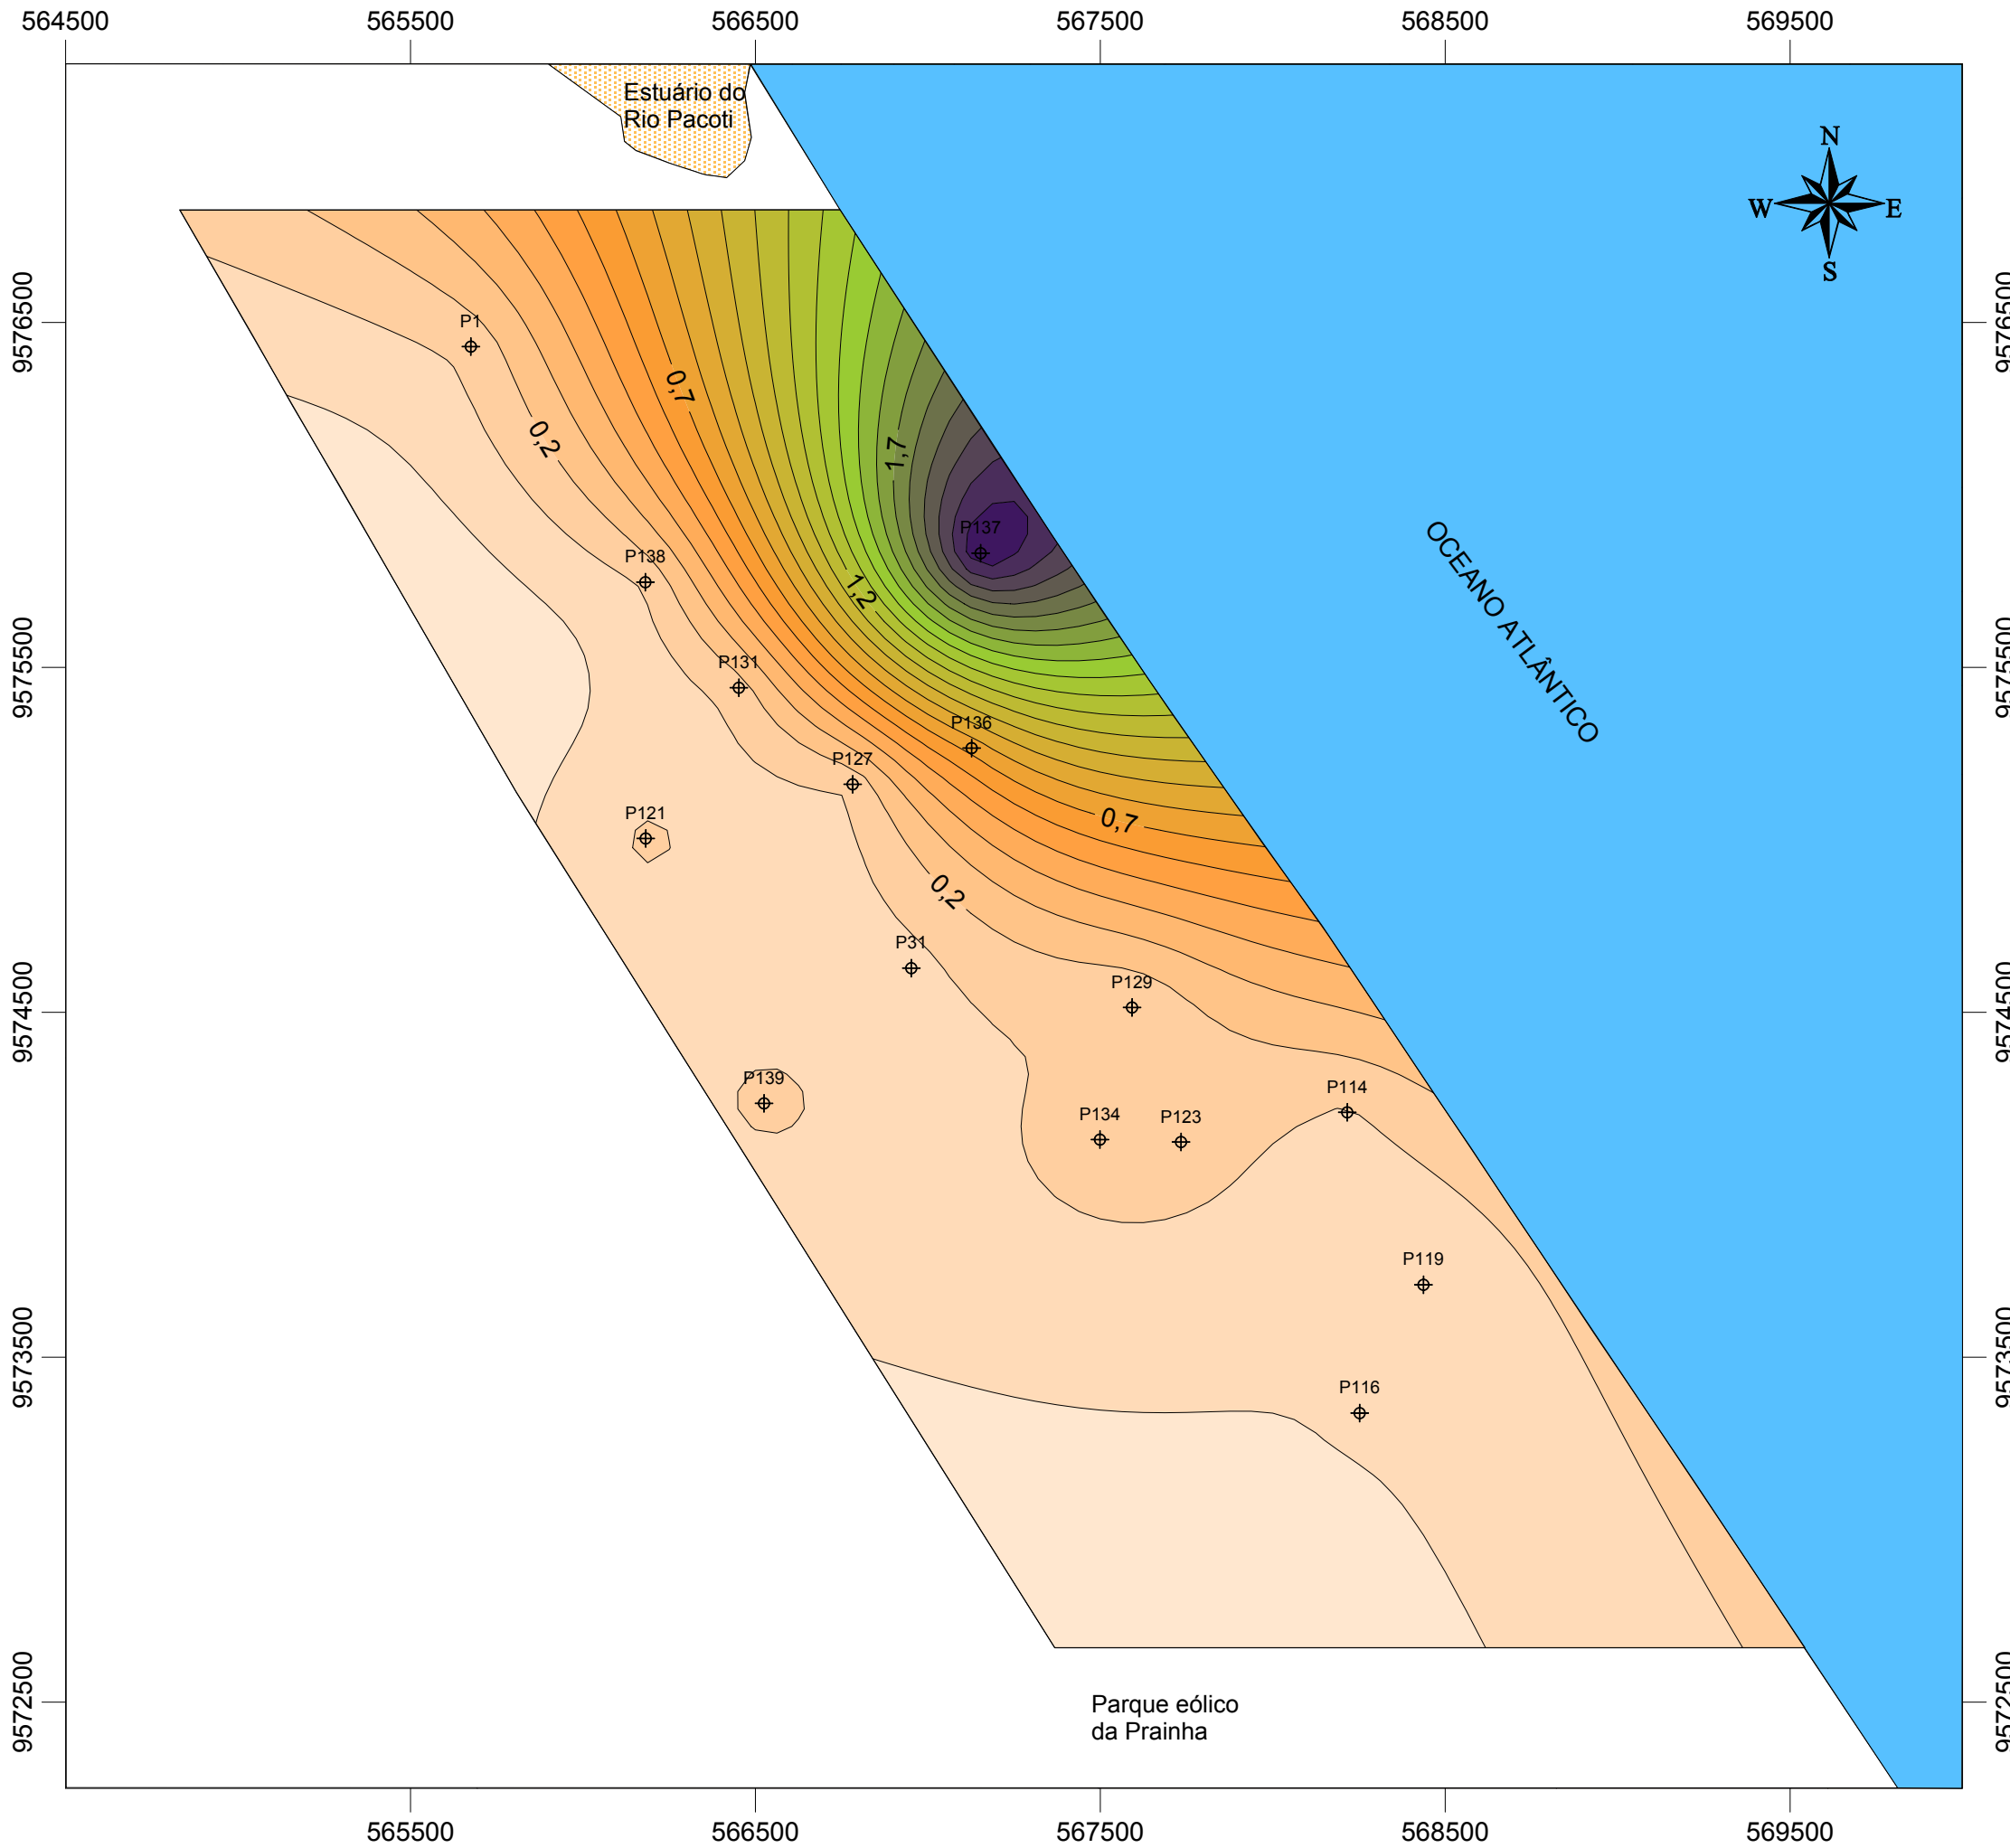 564500 565500 566500 567500 568500 569500
Estuário do
Rio Pacoti
N
W E
S
9576500 9576500
P1
0,7
0,2
1,7
P137
OCEANO ATLÂNTICO
P138
1,2
9575500 9575500
P131
P136
P127
P121
0,7
0,2
P31
P129
9574500 9574500
P139
P114
P134 P123
P119
9573500 9573500
P116
9572500 9572500
Parque eólico
da Prainha
565500 566500 567500 568500 569500